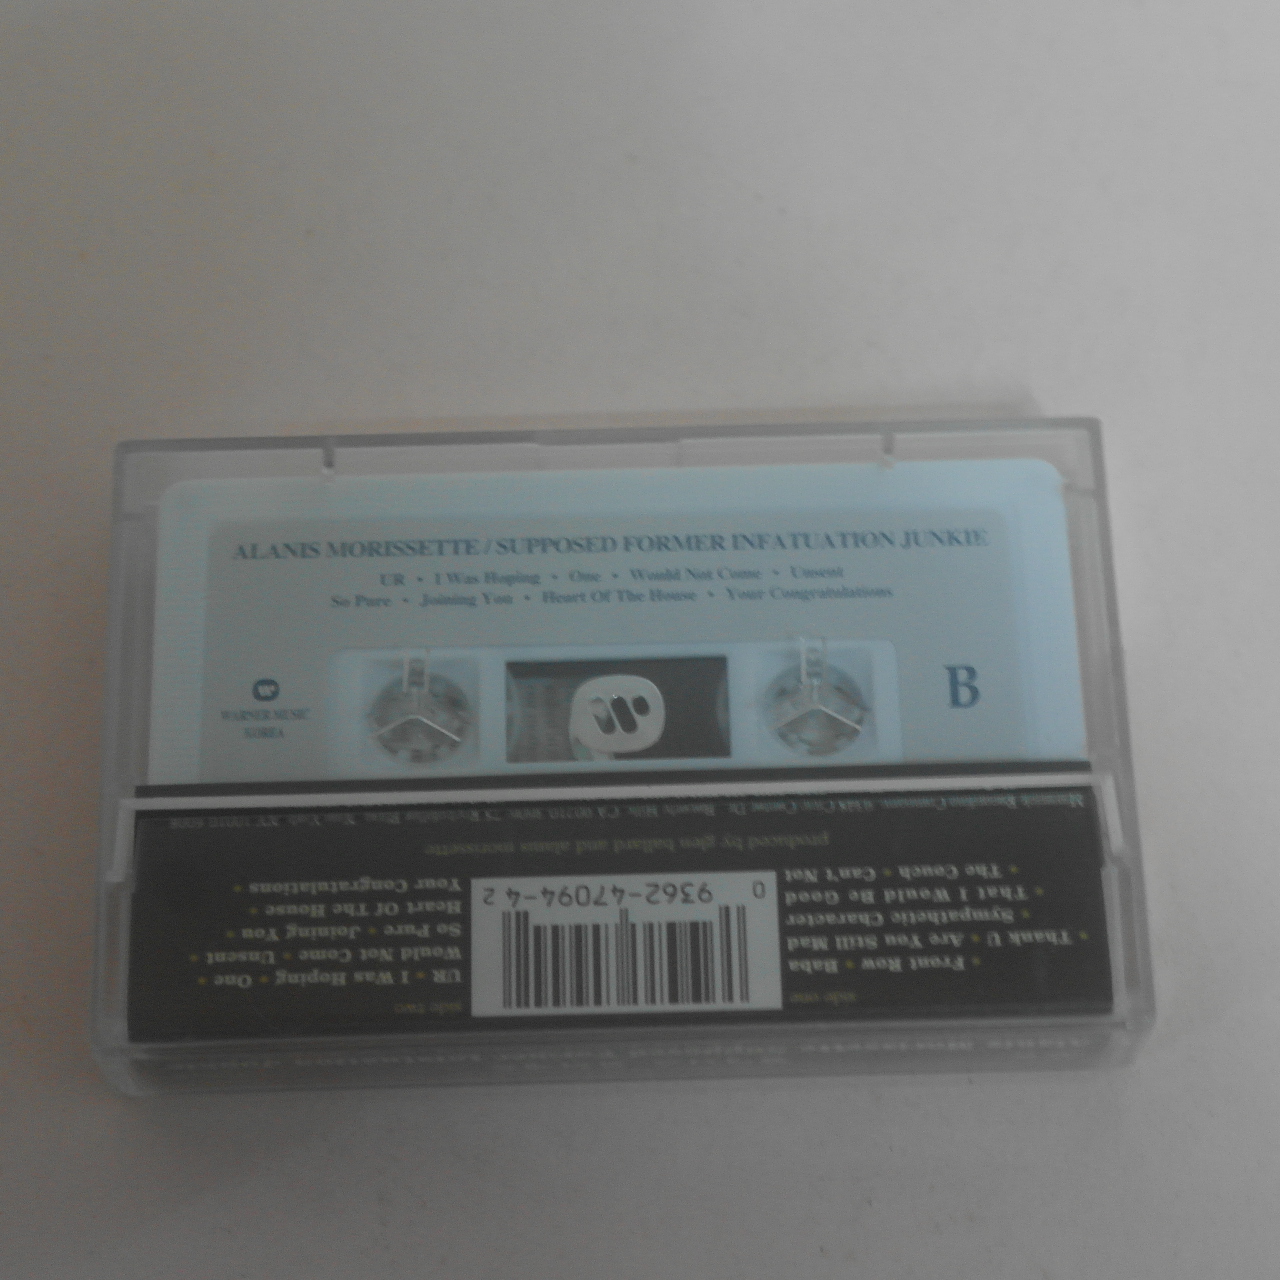 ALANIS MORISSETTE / SUPPOSED FORMER INFATUATION JUNKIE
UR • I Was Hoping • One • Would Not Come • Unsent
So Pure • Joining You • Heart Of The House • Your Congratulations
B
WARNER MUSIC
KOREA
side one
Front Row • Baba
Thank U • Are You Still Mad
Sympathetic Character
That I Would Be Good
The Couch • Can't Not
0 9362-47094-4 2
side two
UR • I Was Hoping • One
Would Not Come • Unsent
So Pure • Joining You
Heart Of The House
Your Congratulations
produced by glen ballard and alanis morissette